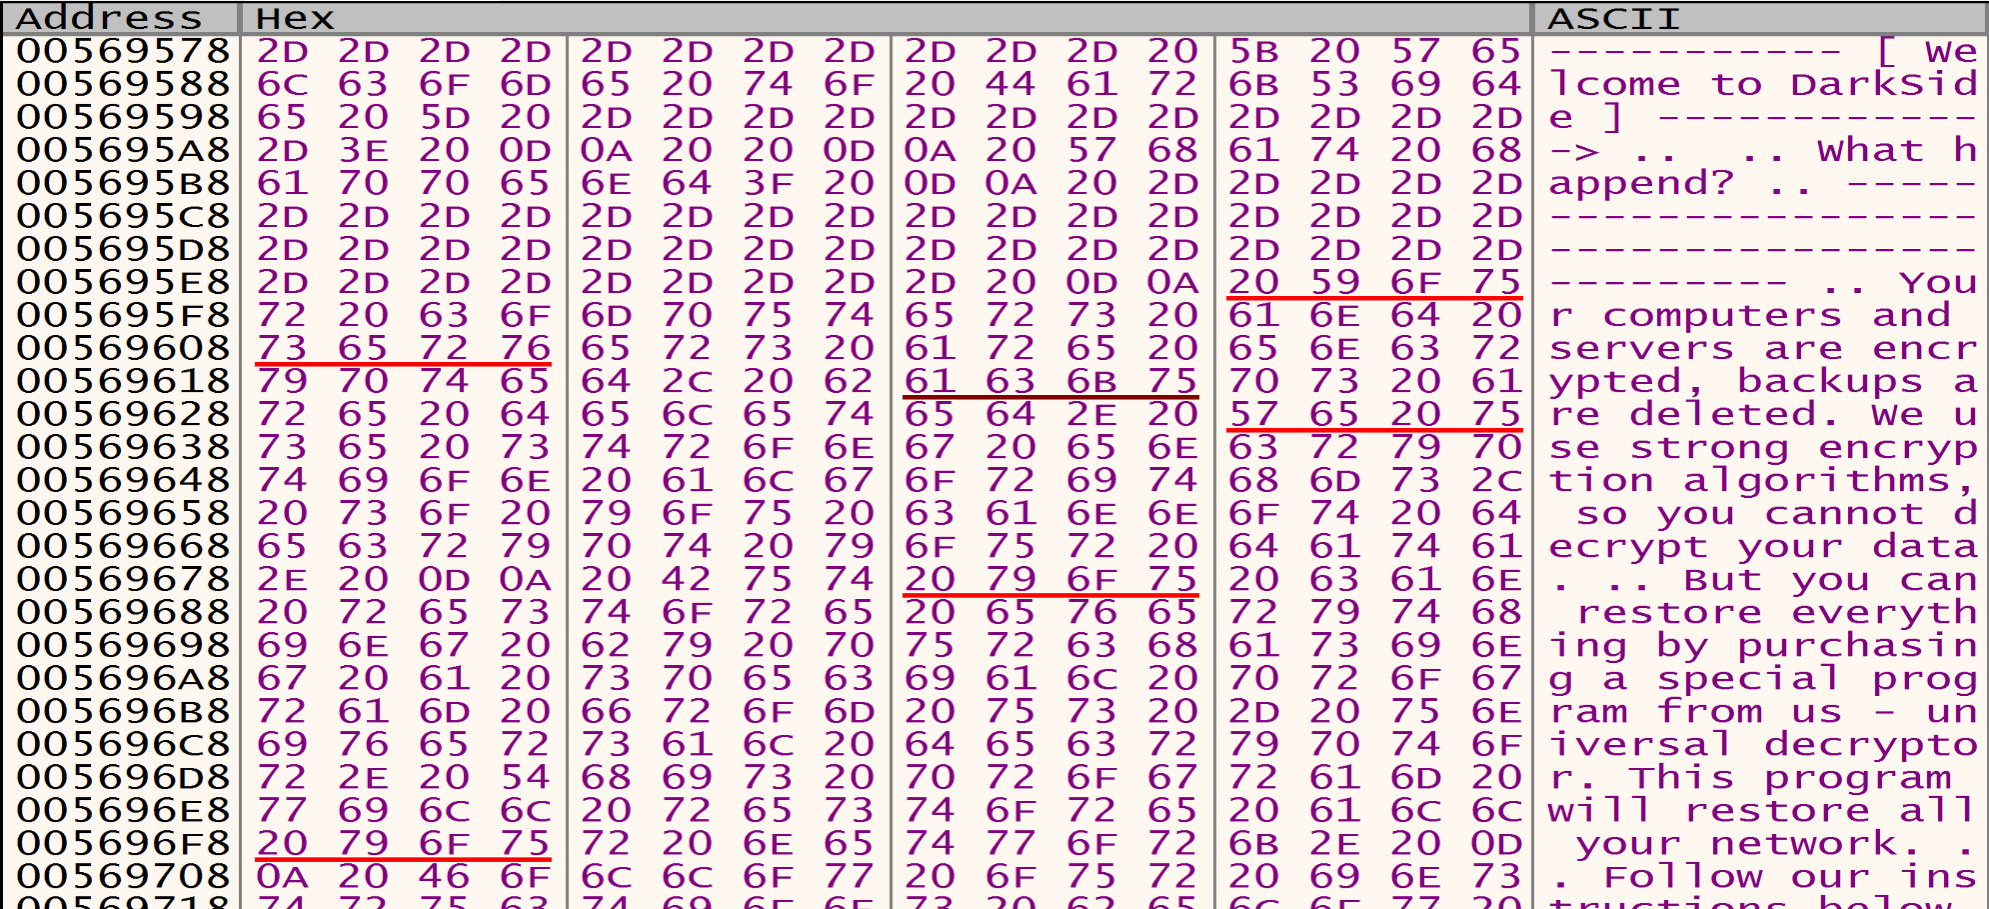 Address Hex ASCII
00569578 2D 2D 2D 2D 2D 2D 2D 2D 2D 2D 2D 20 5B 20 57 65 ----------- [ We
00569588 6C 63 6F 6D 65 20 74 6F 20 44 61 72 6B 53 69 64 lcome to DarkSid
00569598 65 20 5D 20 2D 2D 2D 2D 2D 2D 2D 2D 2D 2D 2D 2D e ] ------------
005695A8 2D 3E 20 0D 0A 20 20 0D 0A 20 57 68 61 74 20 68 -> ..  .. What h
005695B8 61 70 70 65 6E 64 3F 20 0D 0A 20 2D 2D 2D 2D 2D append? .. -----
005695C8 2D 2D 2D 2D 2D 2D 2D 2D 2D 2D 2D 2D 2D 2D 2D 2D ----------------
005695D8 2D 2D 2D 2D 2D 2D 2D 2D 2D 2D 2D 2D 2D 2D 2D 2D ----------------
005695E8 2D 2D 2D 2D 2D 2D 2D 2D 2D 20 0D 0A 20 59 6F 75 --------- .. You
005695F8 72 20 63 6F 6D 70 75 74 65 72 73 20 61 6E 64 20 r computers and
00569608 73 65 72 76 65 72 73 20 61 72 65 20 65 6E 63 72 servers are encr
00569618 79 70 74 65 64 2C 20 62 61 63 6B 75 70 73 20 61 ypted, backups a
00569628 72 65 20 64 65 6C 65 74 65 64 2E 20 57 65 20 75 re deleted. We u
00569638 73 65 20 73 74 72 6F 6E 67 20 65 6E 63 72 79 70 se strong encryp
00569648 74 69 6F 6E 20 61 6C 67 6F 72 69 74 68 6D 73 2C tion algorithms,
00569658 20 73 6F 20 79 6F 75 20 63 61 6E 6E 6F 74 20 64  so you cannot d
00569668 65 63 72 79 70 74 20 79 6F 75 72 20 64 61 74 61 ecrypt your data
00569678 2E 20 0D 0A 20 42 75 74 20 79 6F 75 20 63 61 6E . .. But you can
00569688 20 72 65 73 74 6F 72 65 20 65 76 65 72 79 74 68  restore everyth
00569698 69 6E 67 20 62 79 20 70 75 72 63 68 61 73 69 6E ing by purchasin
005696A8 67 20 61 20 73 70 65 63 69 61 6C 20 70 72 6F 67 g a special prog
005696B8 72 61 6D 20 66 72 6F 6D 20 75 73 20 2D 20 75 6E ram from us - un
005696C8 69 76 65 72 73 61 6C 20 64 65 63 72 79 70 74 6F iversal decrypto
005696D8 72 2E 20 54 68 69 73 20 70 72 6F 67 72 61 6D 20 r. This program
005696E8 77 69 6C 6C 20 72 65 73 74 6F 72 65 20 61 6C 6C will restore all
005696F8 20 79 6F 75 72 20 6E 65 74 77 6F 72 6B 2E 20 0D  your network. .
00569708 0A 20 46 6F 6C 6C 6F 77 20 6F 75 72 20 69 6E 73 . Follow our ins
00569718 74 72 75 63 74 69 6F 6E 73 20 62 65 6C 6F 77 20 tructions below